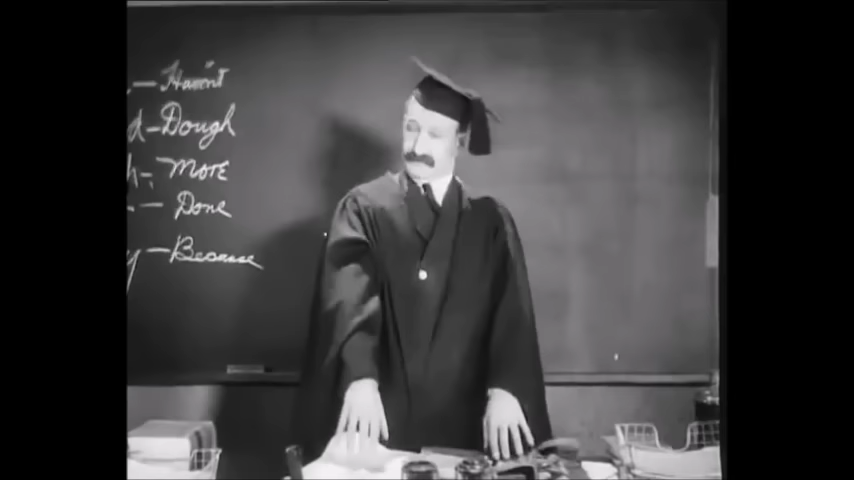 – Havn't
d – Dough
h – More
– Done
y – Because